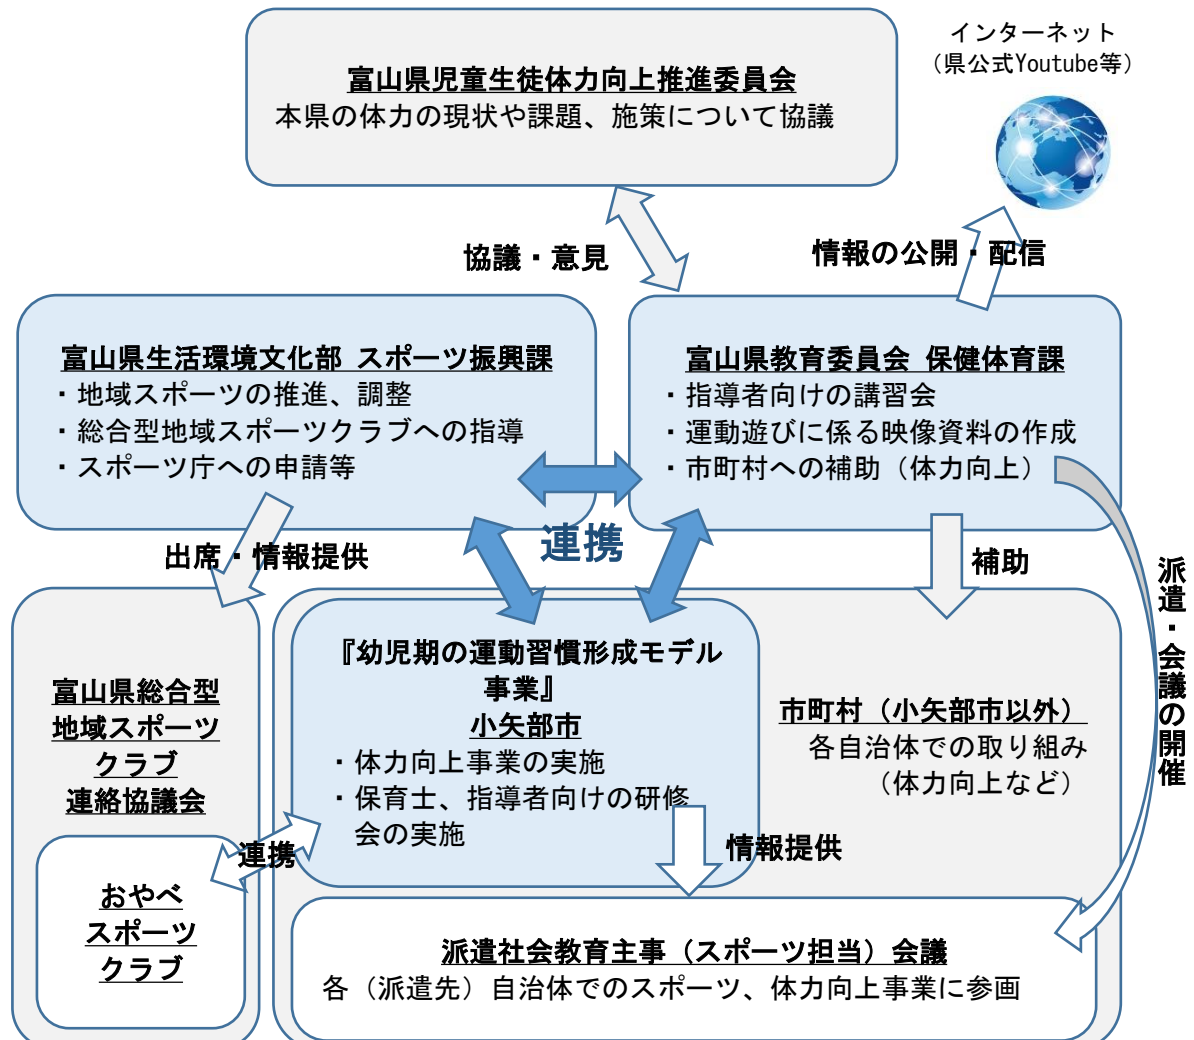 富山県児童生徒体力向上推進委員会
本県の体力の現状や課題、施策について協議
インターネット
（県公式Youtube等）
協議・意見
情報の公開・配信
富山県生活環境文化部 スポーツ振興課
・地域スポーツの推進、調整
・総合型地域スポーツクラブへの指導
・スポーツ庁への申請等
富山県教育委員会 保健体育課
・指導者向けの講習会
・運動遊びに係る映像資料の作成
・市町村への補助（体力向上）
連携
出席・情報提供
補助
派遣・会議の開催
富山県総合型
地域スポーツ
クラブ
連絡協議会
『幼児期の運動習慣形成モデル
事業』
小矢部市
・体力向上事業の実施
・保育士、指導者向けの研修
会の実施
市町村（小矢部市以外）
各自治体での取り組み
（体力向上など）
連携
情報提供
おやべ
スポーツ
クラブ
派遣社会教育主事（スポーツ担当）会議
各（派遣先）自治体でのスポーツ、体力向上事業に参画